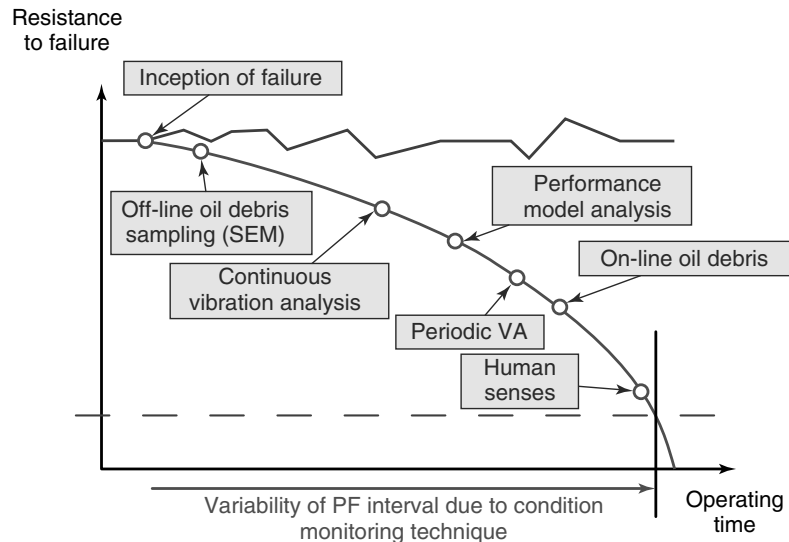 Resistance
to failure
Inception of failure
Off-line oil debris
sampling (SEM)
Continuous
vibration analysis
Performance
model analysis
On-line oil debris
Periodic VA
Human
senses
Variability of PF interval due to condition
monitoring technique
Operating
time